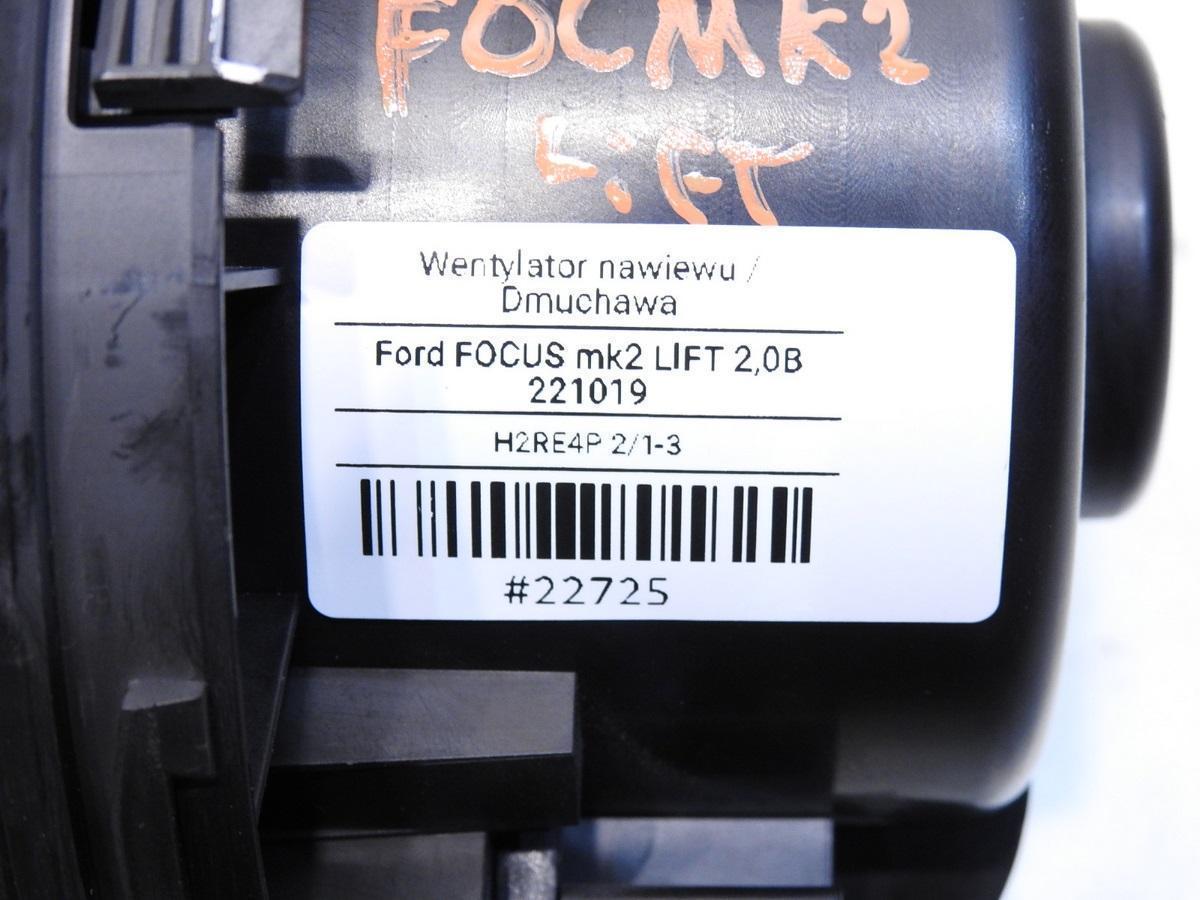 FOCMK2
LiFT
Wentylator nawiewu /
Dmuchawa
Ford FOCUS mk2 LIFT 2,0B
221019
H2RE4P 2/1-3
#22725